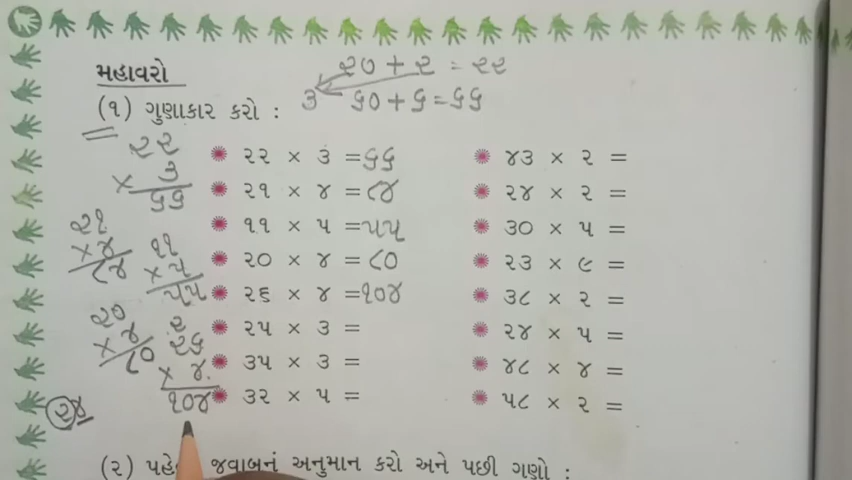 મહાવરો
૨૦ + ૨ = ૨૨
(૧) ગુણાકાર કરો :
૩ ૬૦ + ૬ = ૬૬
૨૨
× ૩
૬૬
૨૧
× ૪
૮૪
૧૧
× ૫
૫૫
૨૦
× ૪
૮૦
૨
૨૬
× ૪
૧૦૪
૨૪
૨૨ × ૩ = ૬૬
૨૧ × ૪ = ૮૪
૧૧ × ૫ = ૫૫
૨૦ × ૪ = ૮૦
૨૬ × ૪ = ૧૦૪
૨૫ × ૩ =
૩૫ × ૩ =
૩૨ × ૫ =
૪૩ × ૨ =
૨૪ × ૨ =
૩૦ × ૫ =
૨૩ × ૯ =
૩૮ × ૨ =
૨૪ × ૫ =
૪૮ × ૪ =
૫૮ × ૨ =
(૨) જવાબનું અનુમાન કરો અને પછી ગણો :